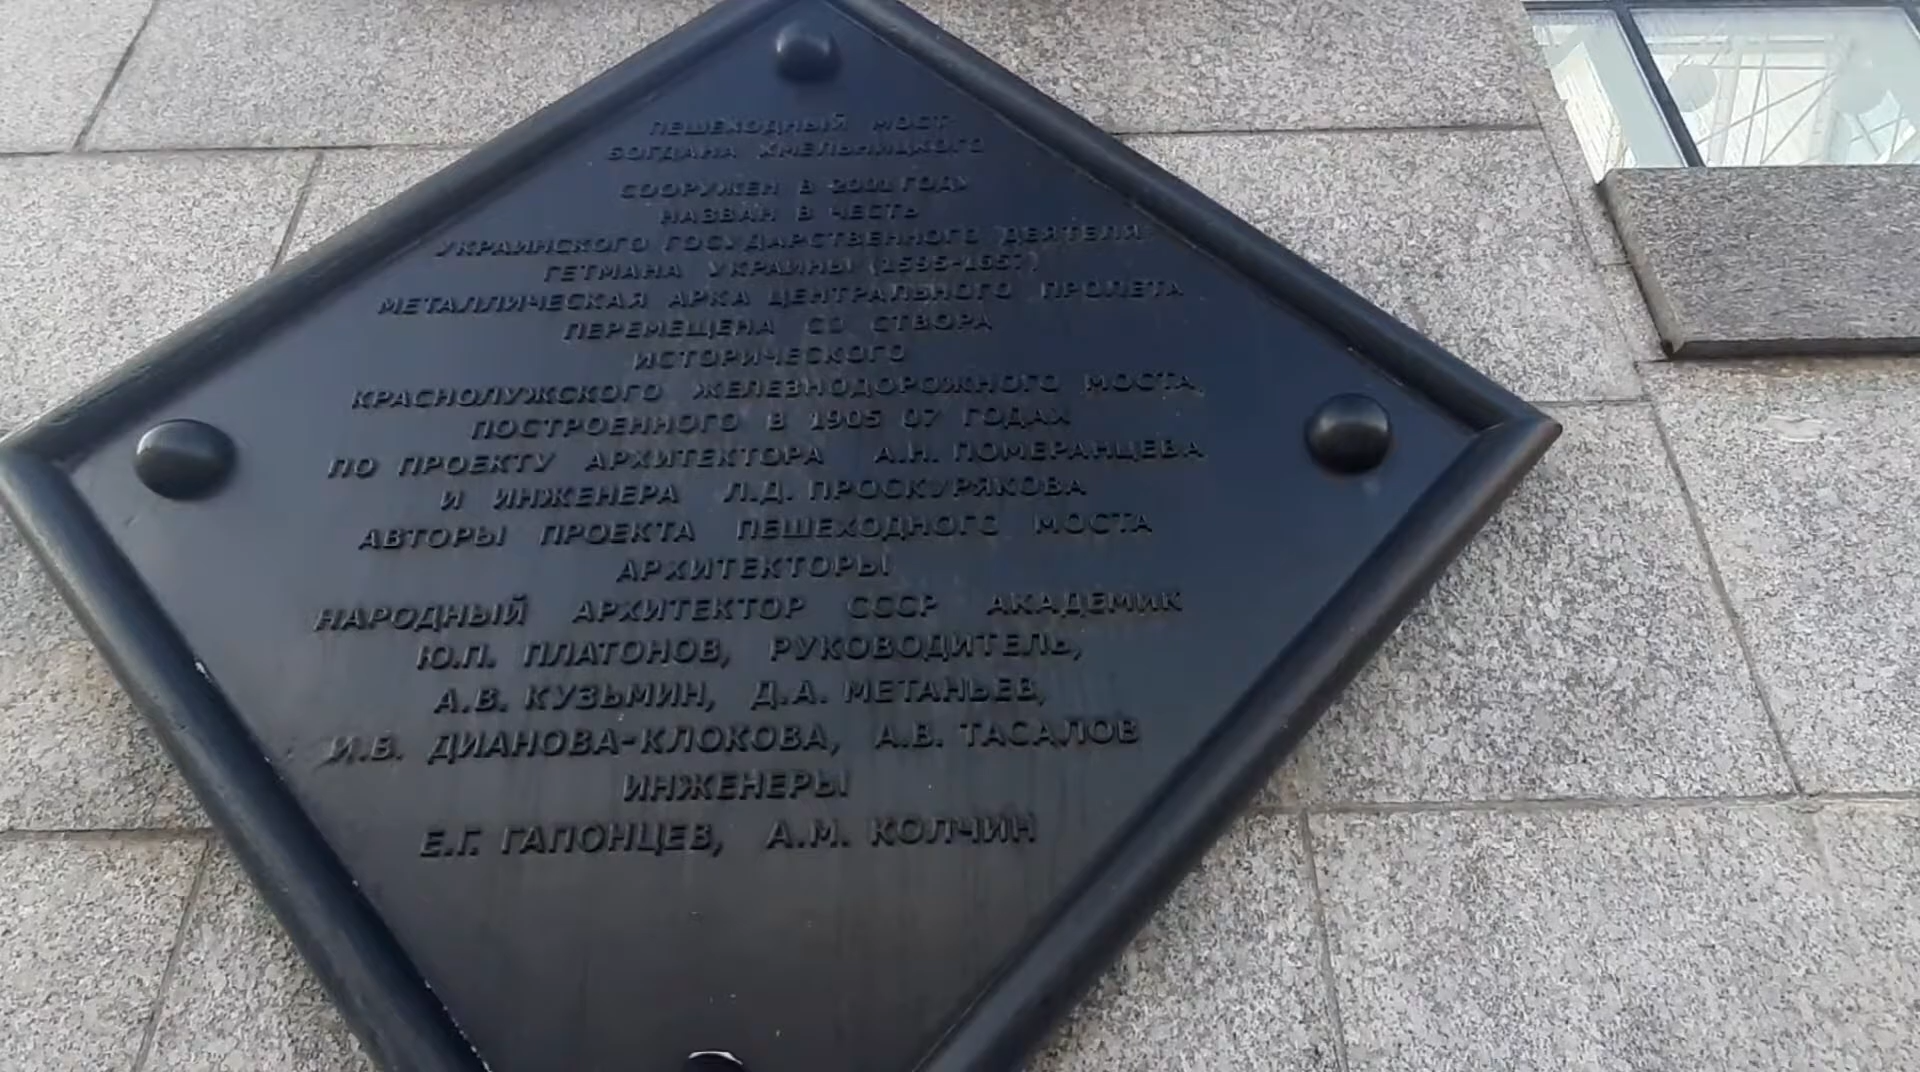 ПЕШЕХОДНЫЙ МОСТ
БОГДАНА ХМЕЛЬНИЦКОГО
СООРУЖЕН В 2001 ГОДУ
НАЗВАН В ЧЕСТЬ
УКРАИНСКОГО ГОСУДАРСТВЕННОГО ДЕЯТЕЛЯ
ГЕТМАНА УКРАИНЫ (1595-1657)
МЕТАЛЛИЧЕСКАЯ АРКА ЦЕНТРАЛЬНОГО ПРОЛЕТА
ПЕРЕМЕЩЕНА СО СТВОРА
ИСТОРИЧЕСКОГО
КРАСНОЛУЖСКОГО ЖЕЛЕЗНОДОРОЖНОГО МОСТА,
ПОСТРОЕННОГО В 1905 07 ГОДАХ
ПО ПРОЕКТУ АРХИТЕКТОРА А.Н. ПОМЕРАНЦЕВА
И ИНЖЕНЕРА Л.Д. ПРОСКУРЯКОВА
АВТОРЫ ПРОЕКТА ПЕШЕХОДНОГО МОСТА
АРХИТЕКТОРЫ
НАРОДНЫЙ АРХИТЕКТОР СССР АКАДЕМИК
Ю.П. ПЛАТОНОВ, РУКОВОДИТЕЛЬ,
А.В. КУЗЬМИН, Д.А. МЕТАНЬЕВ,
И.В. ДИАНОВА-КЛОКОВА, А.В. ТАСАЛОВ
ИНЖЕНЕРЫ
Е.Г. ГАПОНЦЕВ, А.М. КОЛЧИН